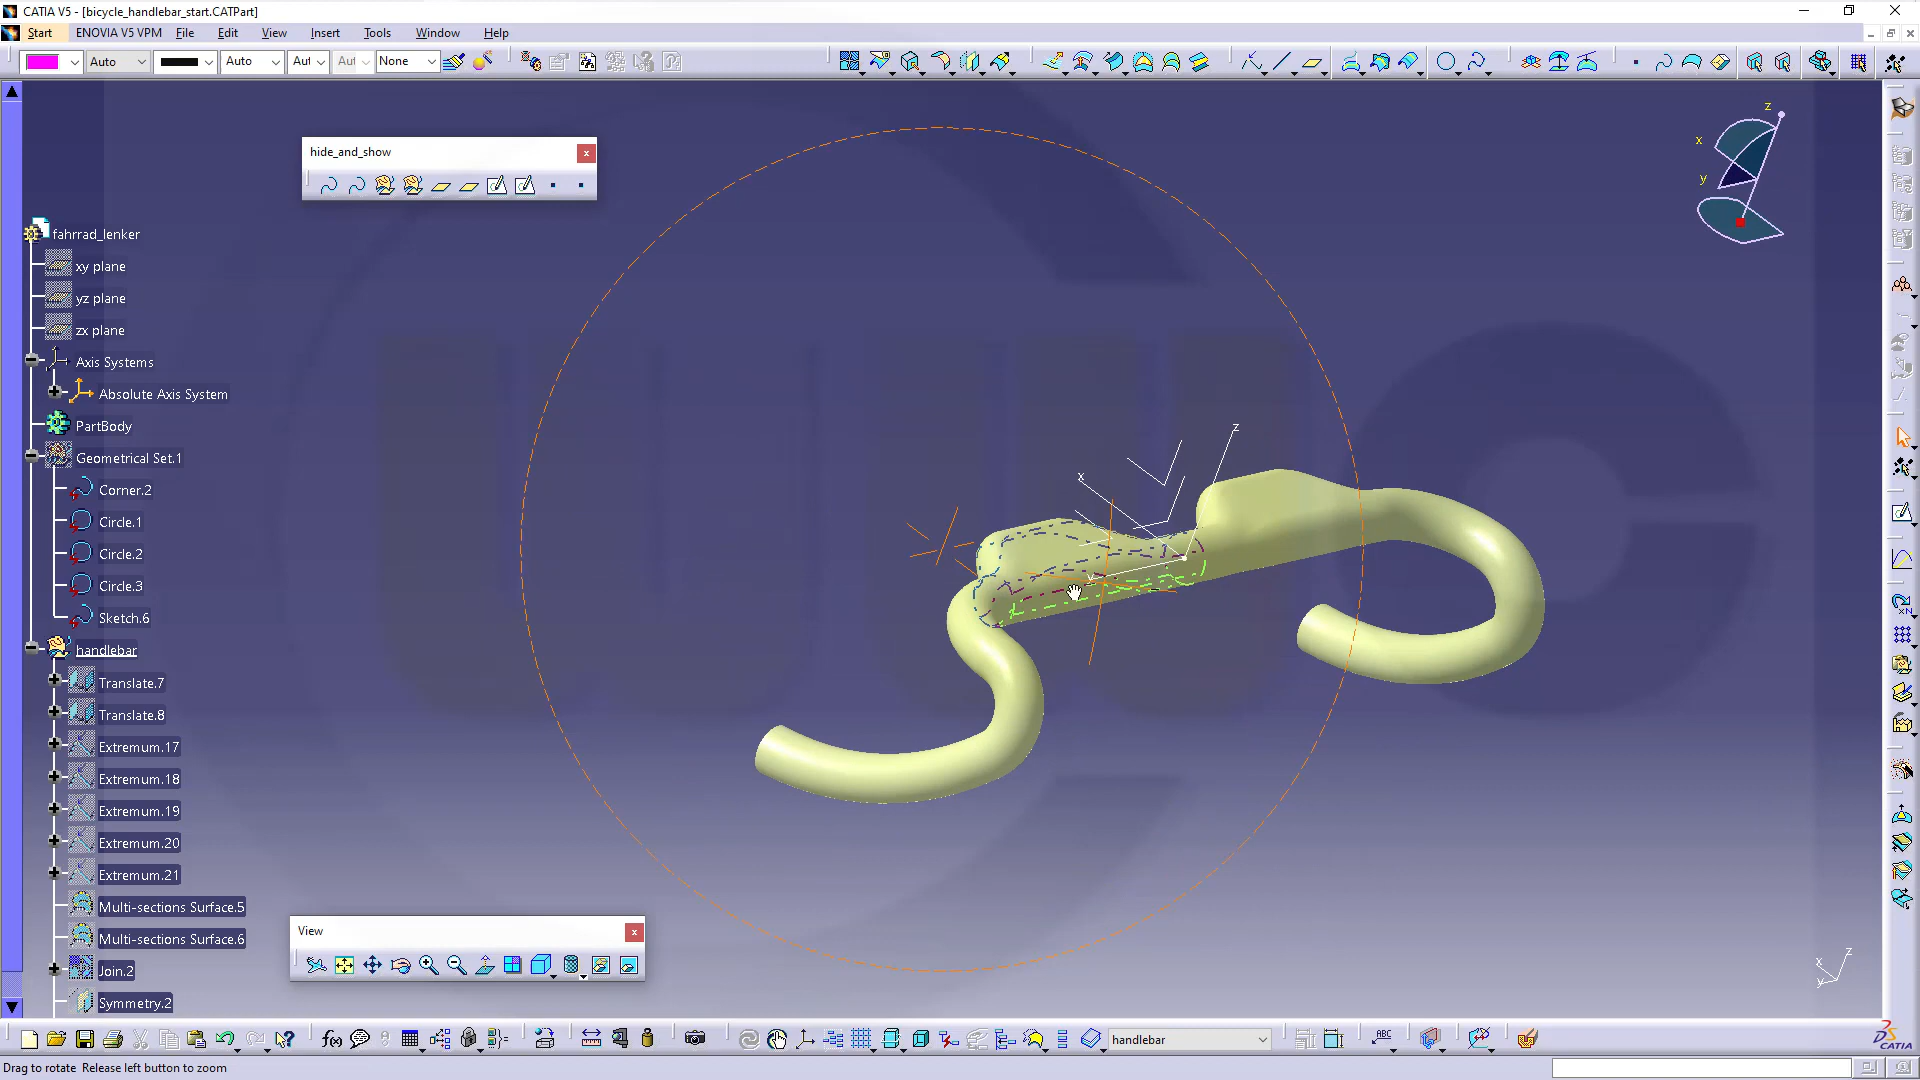 CATIA V5 - [bicycle_handlebar_start.CATPart]
Start ENOVIA V5 VPM File Edit View Insert Tools Window Help
Auto Auto Aut Aut None
hide_and_show
z
x
y
fahrrad_lenker
xy plane
yz plane
zx plane
Axis Systems
Absolute Axis System
PartBody
Geometrical Set.1
Corner.2
Circle.1
Circle.2
Circle.3
Sketch.6
handlebar
Translate.7
Translate.8
Extremum.17
Extremum.18
Extremum.19
Extremum.20
Extremum.21
Multi-sections Surface.5
Multi-sections Surface.6
Join.2
Symmetry.2
z
x
y
View
z
x
y
f(x)
handlebar
ABC
CATIA
Drag to rotate Release left button to zoom